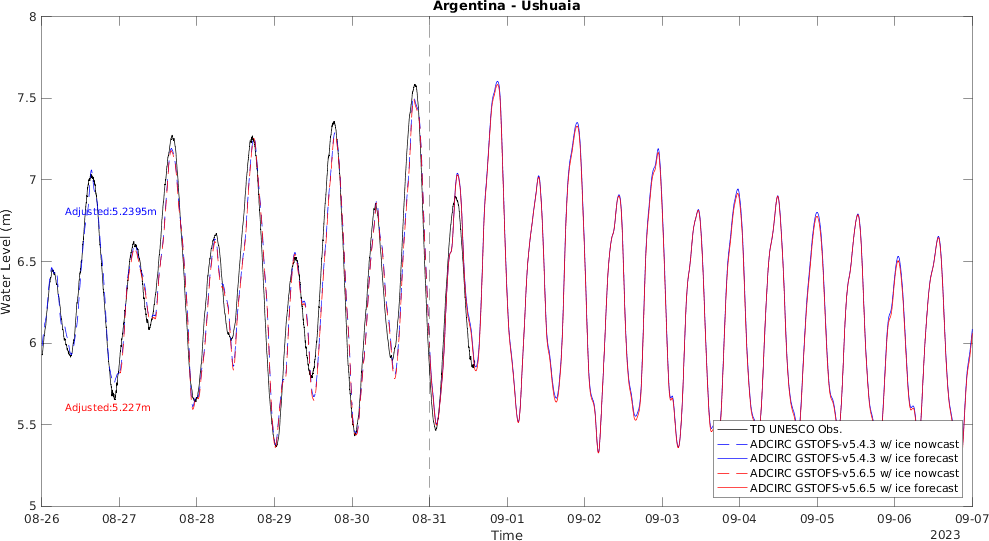 Argentina - Ushuaia
8
7.5
7
6.5
6
5.5
5
Water Level (m)
Adjusted:5.2395m
Adjusted:5.227m
TD UNESCO Obs.
ADCIRC GSTOFS-v5.4.3 w/ ice nowcast
ADCIRC GSTOFS-v5.4.3 w/ ice forecast
ADCIRC GSTOFS-v5.6.5 w/ ice nowcast
ADCIRC GSTOFS-v5.6.5 w/ ice forecast
08-26 08-27 08-28 08-29 08-30 08-31 09-01 09-02 09-03 09-04 09-05 09-06 09-07
Time
2023